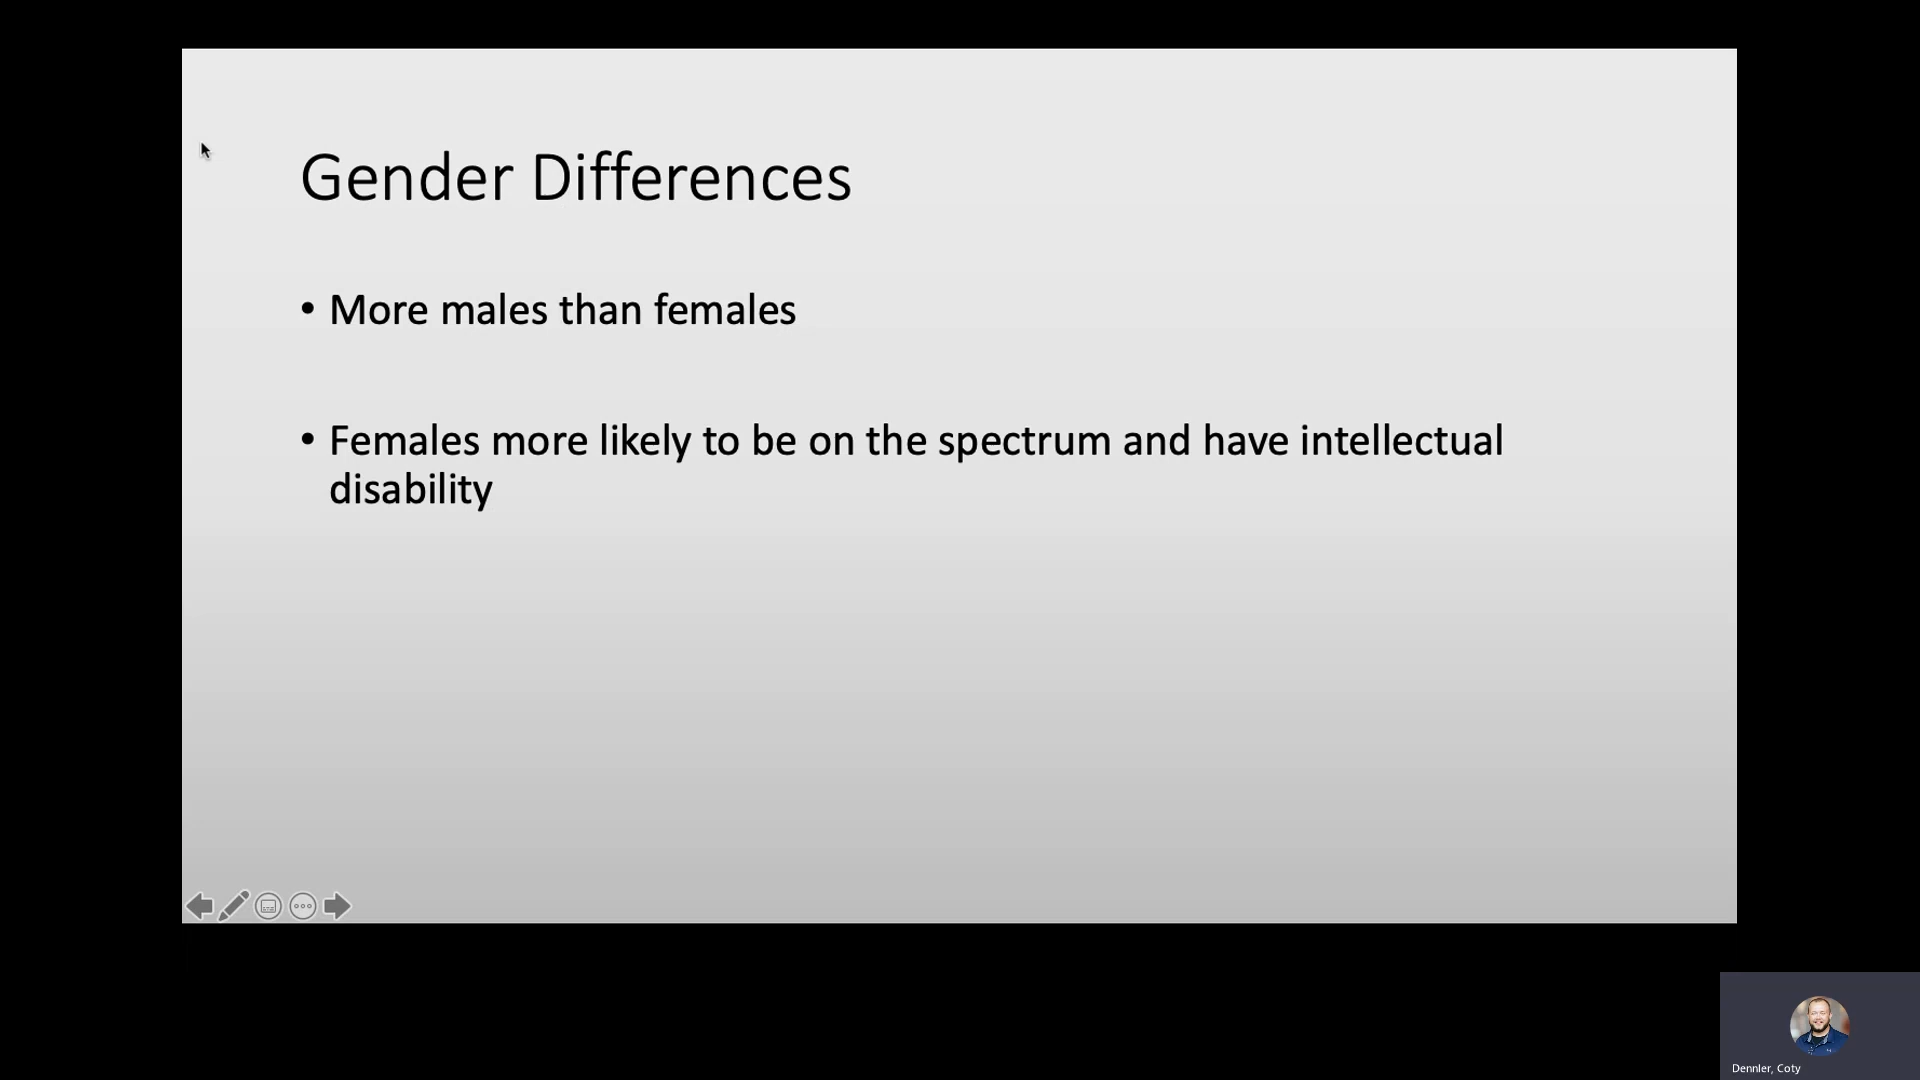 Gender Differences
• More males than females
• Females more likely to be on the spectrum and have intellectual
disability
Dennler, Coty